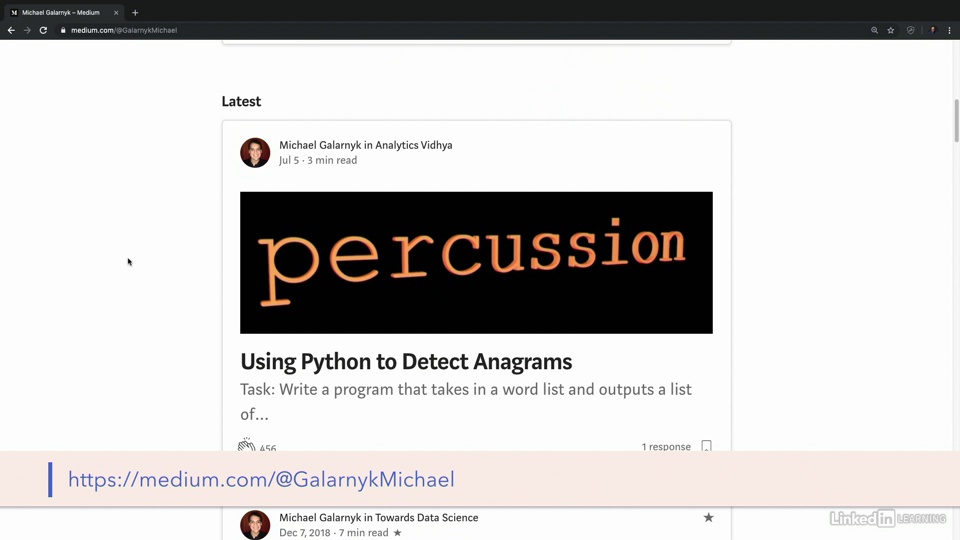 Michael Galarnyk – Medium
medium.com/@GalarnykMichael
Latest
Michael Galarnyk in Analytics Vidhya
Jul 5 · 3 min read
percussion
Using Python to Detect Anagrams
Task: Write a program that takes in a word list and outputs a list
of...
456
1 response
https://medium.com/@GalarnykMichael
Michael Galarnyk in Towards Data Science
Dec 7, 2018 · 7 min read ★
Linked in LEARNING